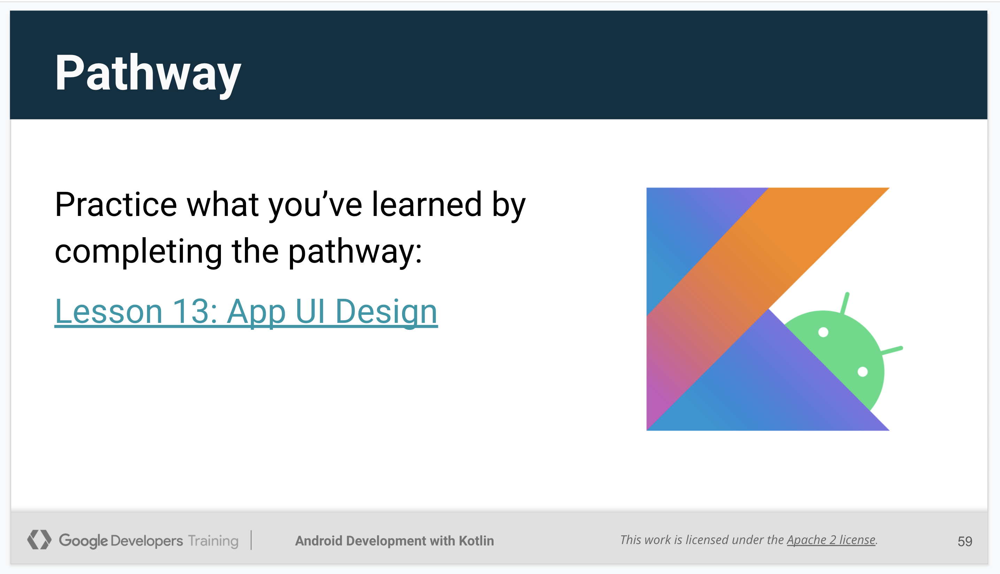 Pathway
Practice what you’ve learned by
completing the pathway:
Lesson 13: App UI Design
Google Developers Training
Android Development with Kotlin
This work is licensed under the Apache 2 license.
59